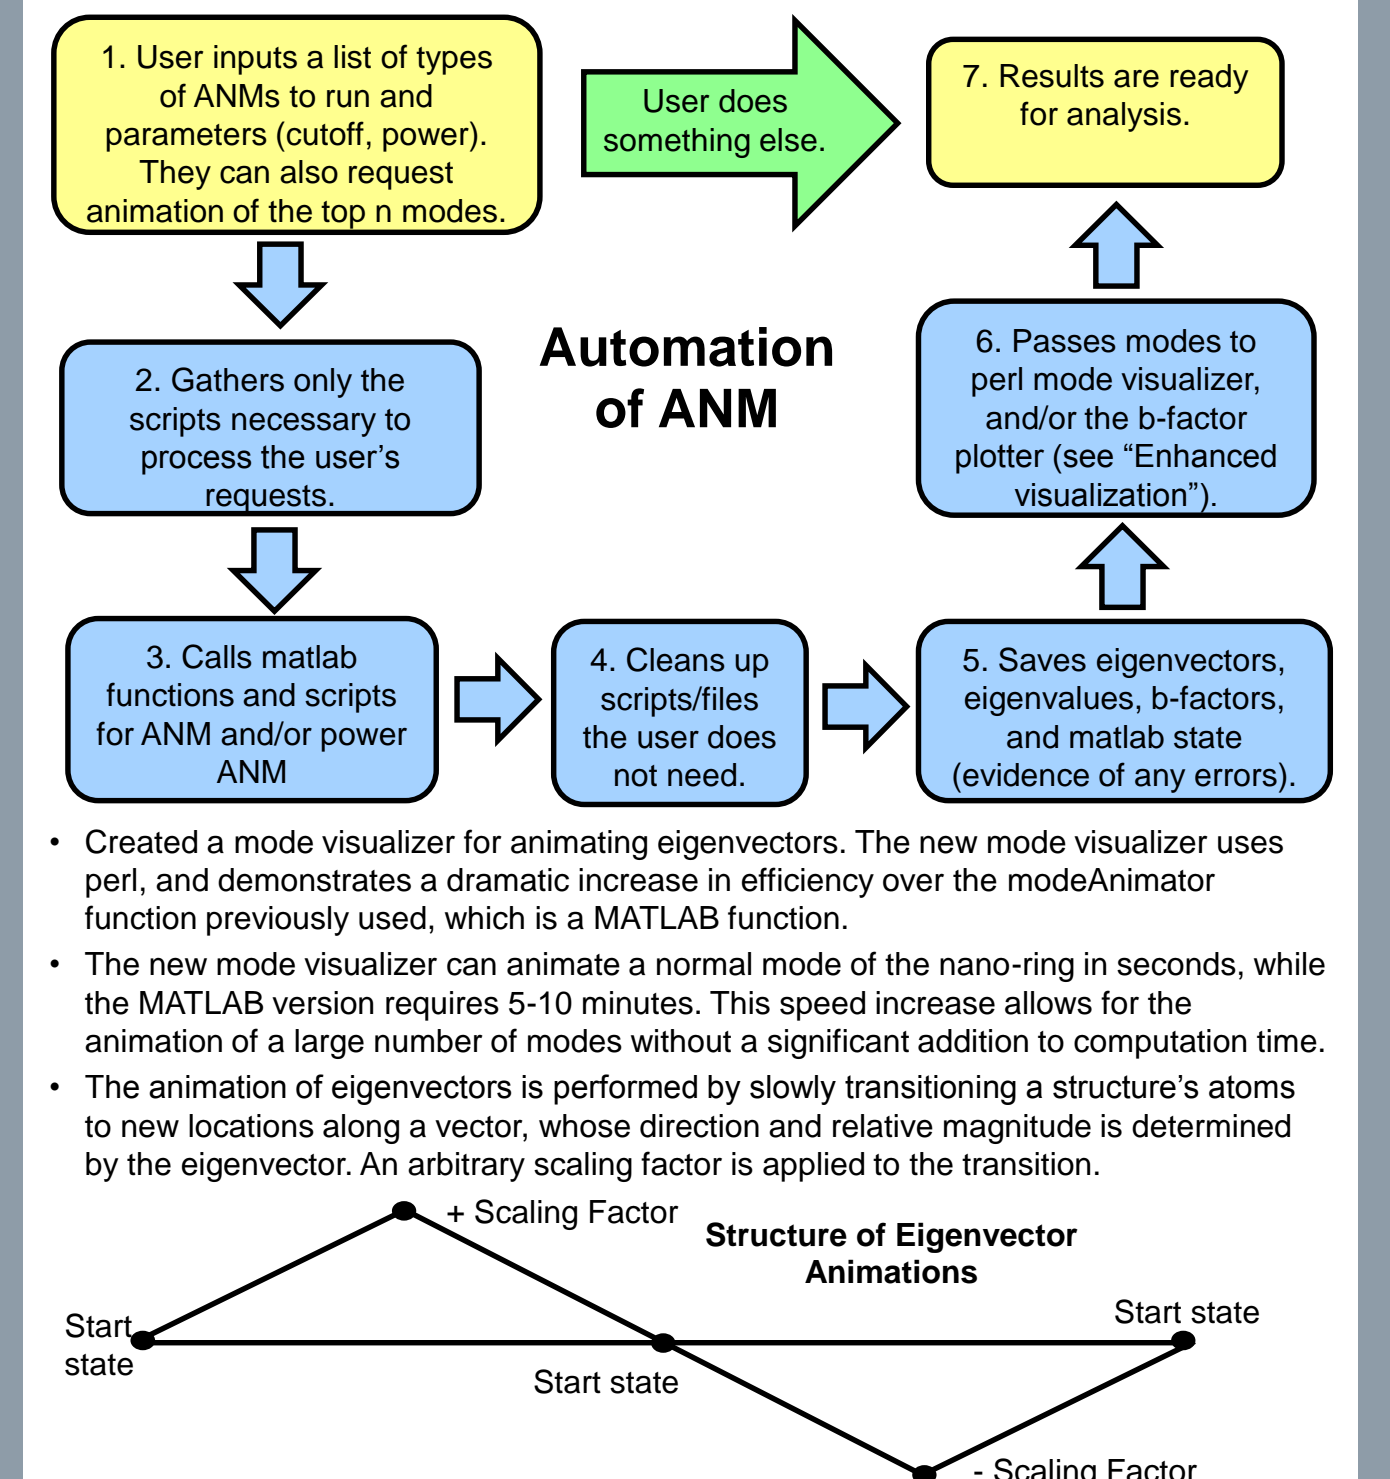 1. User inputs a list of types
of ANMs to run and
parameters (cutoff, power).
They can also request
animation of the top n modes.
User does
something else.
7. Results are ready
for analysis.
Automation
of ANM
2. Gathers only the
scripts necessary to
process the user’s
requests.
6. Passes modes to
perl mode visualizer,
and/or the b-factor
plotter (see “Enhanced
visualization”).
3. Calls matlab
functions and scripts
for ANM and/or power
ANM
4. Cleans up
scripts/files
the user does
not need.
5. Saves eigenvectors,
eigenvalues, b-factors,
and matlab state
(evidence of any errors).
• Created a mode visualizer for animating eigenvectors. The new mode visualizer uses
perl, and demonstrates a dramatic increase in efficiency over the modeAnimator
function previously used, which is a MATLAB function.
• The new mode visualizer can animate a normal mode of the nano-ring in seconds, while
the MATLAB version requires 5-10 minutes. This speed increase allows for the
animation of a large number of modes without a significant addition to computation time.
• The animation of eigenvectors is performed by slowly transitioning a structure’s atoms
to new locations along a vector, whose direction and relative magnitude is determined
by the eigenvector. An arbitrary scaling factor is applied to the transition.
+ Scaling Factor
Structure of Eigenvector
Animations
Start
state
Start state
Start state
- Scaling Factor